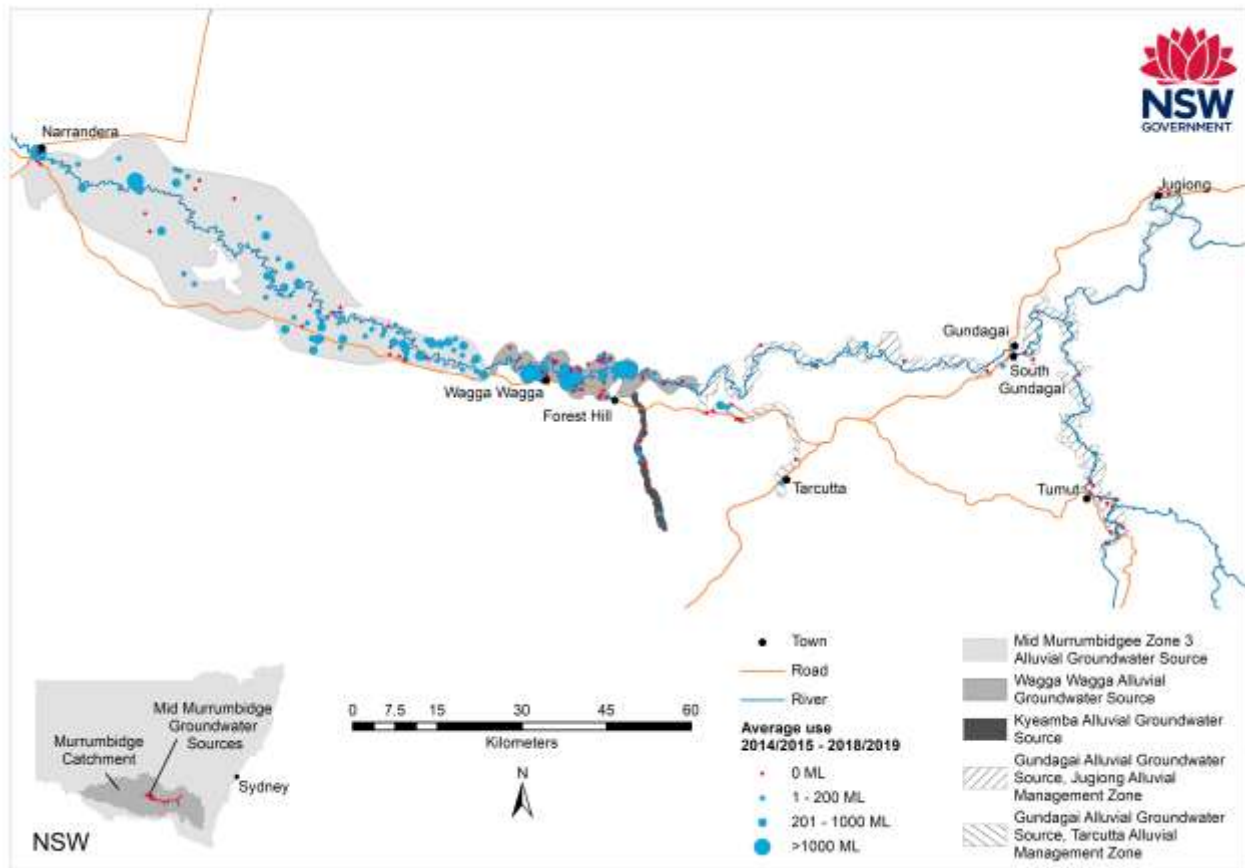 NSW
GOVERNMENT
Narrandera
Jugiong
Gundagai
South
Gundagai
Wagga Wagga
Forest Hill
Tarcutta
Tumut
Town
Road
River
Average use
2014/2015 - 2018/2019
0 ML
1 - 200 ML
201 - 1000 ML
>1000 ML
Mid Murrumbidgee Zone 3
Alluvial Groundwater Source
Wagga Wagga Alluvial
Groundwater Source
Kyeamba Alluvial Groundwater
Source
Gundagai Alluvial Groundwater
Source, Jugiong Alluvial
Management Zone
Gundagai Alluvial Groundwater
Source, Tarcutta Alluvial
Management Zone
0 7.5 15 30 45 60
Kilometers
N
Mid Murrumbidge
Groundwater
Sources
Murrumbidge
Catchment
Sydney
NSW